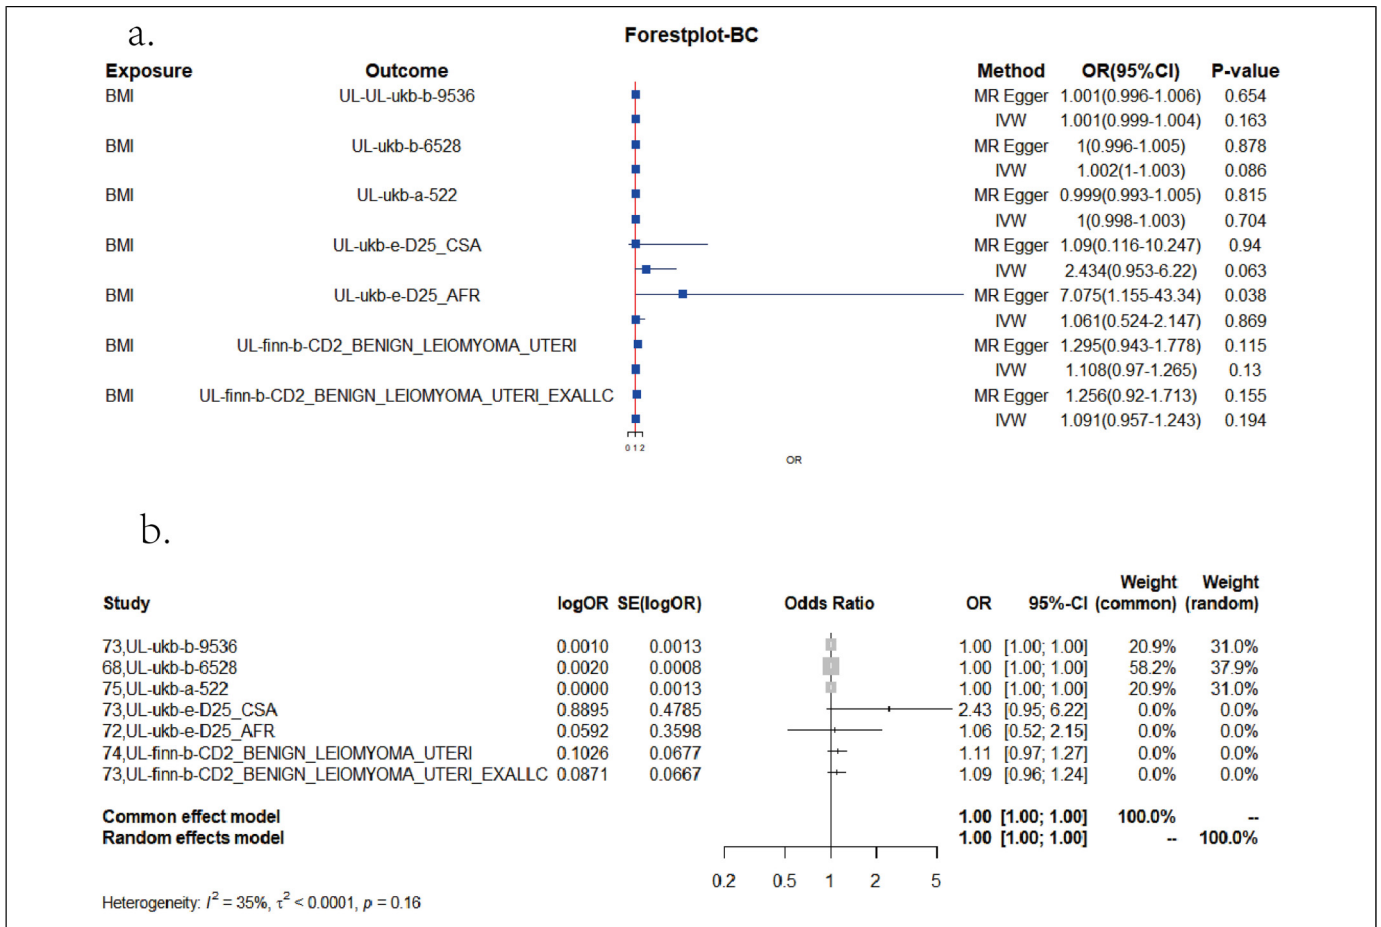 a.
Forestplot-BC
Exposure Outcome Method OR(95%CI) P-value
BMI UL-UL-ukb-b-9536 MR Egger 1.001(0.996-1.006) 0.654
IVW 1.001(0.999-1.004) 0.163
BMI UL-ukb-b-6528 MR Egger 1(0.996-1.005) 0.878
IVW 1.002(1-1.003) 0.086
BMI UL-ukb-a-522 MR Egger 0.999(0.993-1.005) 0.815
IVW 1(0.998-1.003) 0.704
BMI UL-ukb-e-D25_CSA MR Egger 1.09(0.116-10.247) 0.94
IVW 2.434(0.953-6.22) 0.063
BMI UL-ukb-e-D25_AFR MR Egger 7.075(1.155-43.34) 0.038
IVW 1.061(0.524-2.147) 0.869
BMI UL-finn-b-CD2_BENIGN_LEIOMYOMA_UTERI MR Egger 1.295(0.943-1.778) 0.115
IVW 1.108(0.97-1.265) 0.13
BMI UL-finn-b-CD2_BENIGN_LEIOMYOMA_UTERI_EXALLC MR Egger 1.256(0.92-1.713) 0.155
IVW 1.091(0.957-1.243) 0.194
0 1 2
OR
b.
Weight Weight
Study logOR SE(logOR) Odds Ratio OR 95%-CI (common) (random)
73,UL-ukb-b-9536 0.0010 0.0013 1.00 [1.00; 1.00] 20.9% 31.0%
68,UL-ukb-b-6528 0.0020 0.0008 1.00 [1.00; 1.00] 58.2% 37.9%
75,UL-ukb-a-522 0.0000 0.0013 1.00 [1.00; 1.00] 20.9% 31.0%
73,UL-ukb-e-D25_CSA 0.8895 0.4785 2.43 [0.95; 6.22] 0.0% 0.0%
72,UL-ukb-e-D25_AFR 0.0592 0.3598 1.06 [0.52; 2.15] 0.0% 0.0%
74,UL-finn-b-CD2_BENIGN_LEIOMYOMA_UTERI 0.1026 0.0677 1.11 [0.97; 1.27] 0.0% 0.0%
73,UL-finn-b-CD2_BENIGN_LEIOMYOMA_UTERI_EXALLC 0.0871 0.0667 1.09 [0.96; 1.24] 0.0% 0.0%
Common effect model 1.00 [1.00; 1.00] 100.0% --
Random effects model 1.00 [1.00; 1.00] -- 100.0%
0.2 0.5 1 2 5
Heterogeneity: I² = 35%, τ² < 0.0001, p = 0.16